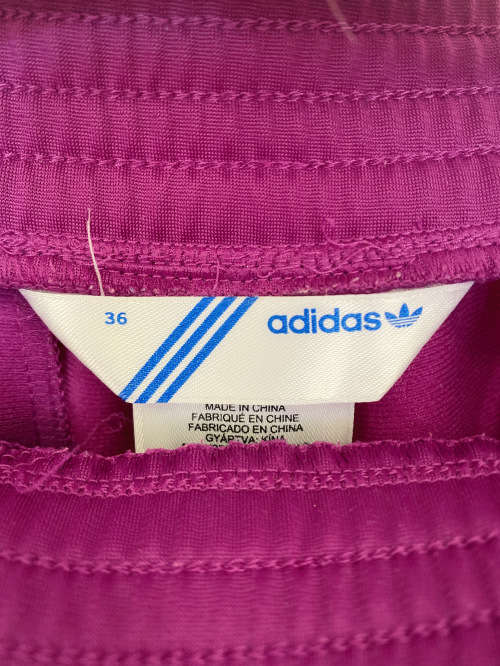 36
adidas
MADE IN CHINA
FABRIQUÉ EN CHINE
FABRICADO EN CHINA
GYÁRTVA: KÍNA